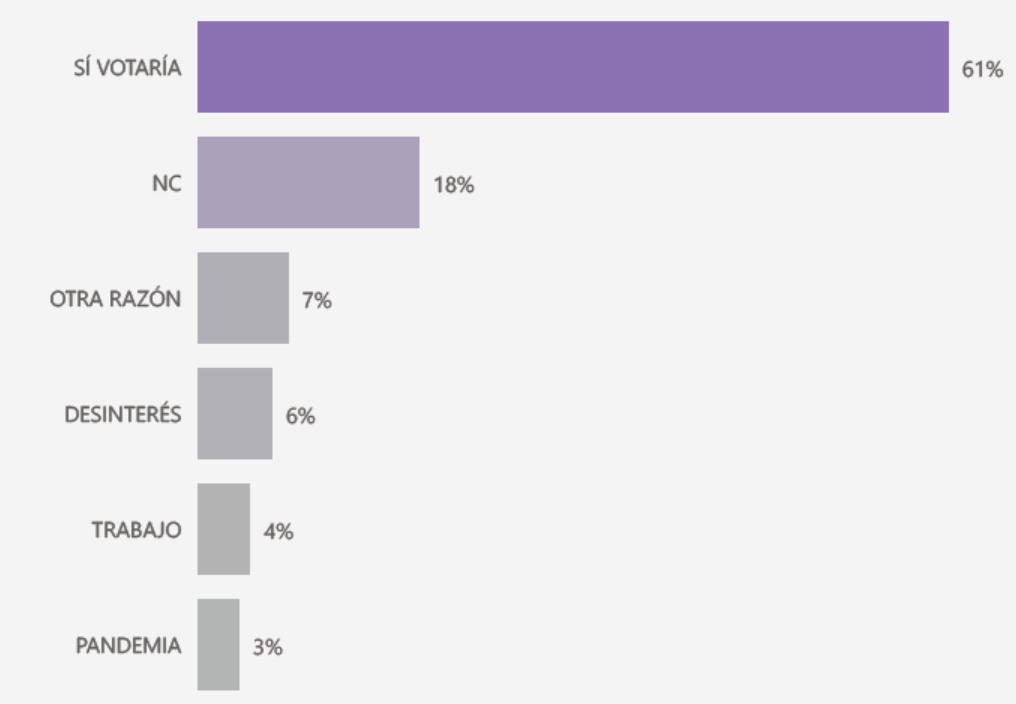 SÍ VOTARÍA 61%
NC 18%
OTRA RAZÓN 7%
DESINTERÉS 6%
TRABAJO 4%
PANDEMIA 3%